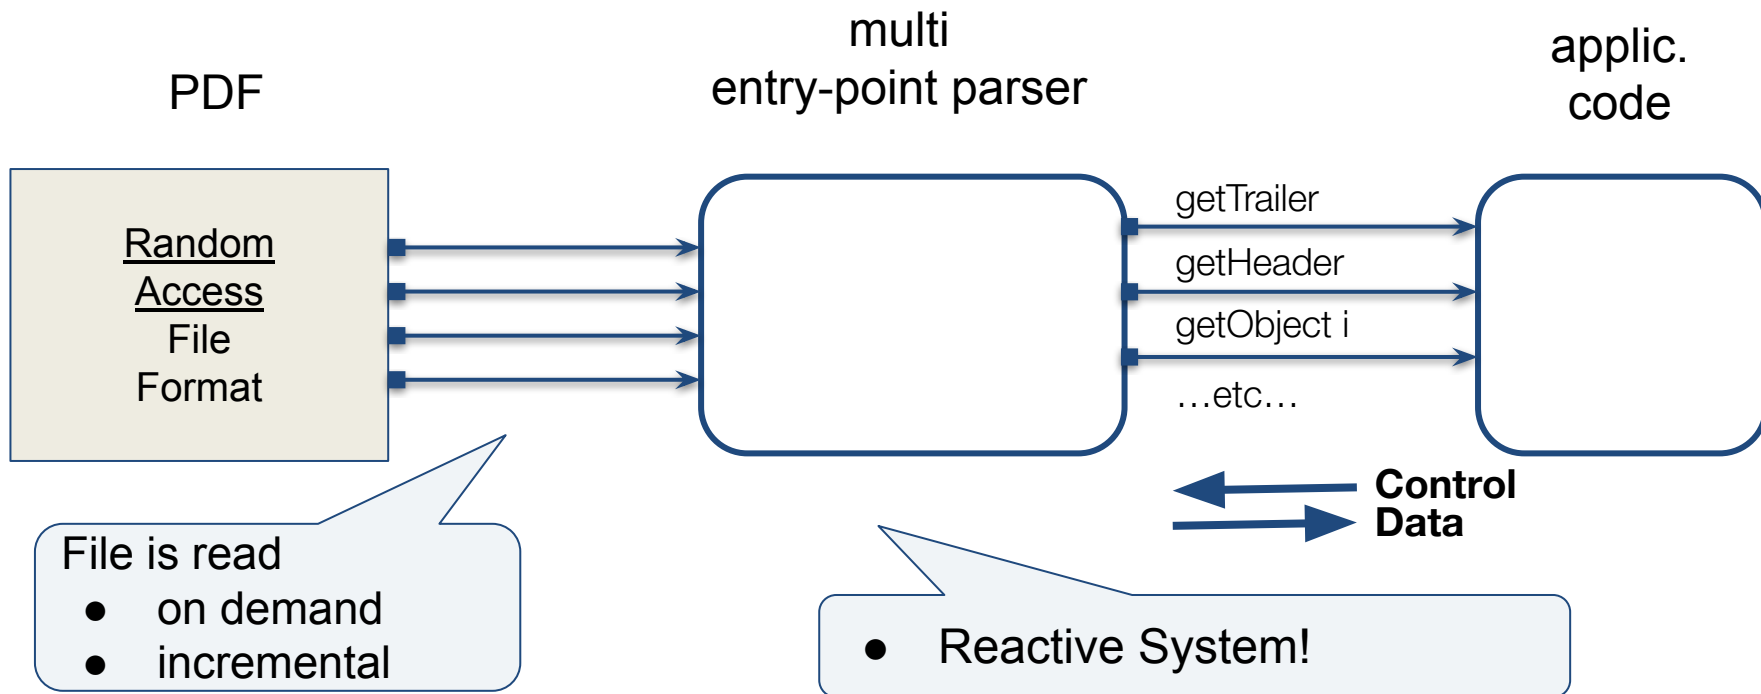 PDF
multi
entry-point parser
applic.
code
Random
Access
File
Format
getTrailer
getHeader
getObject i
…etc…
Control
Data
File is read
● on demand
● incremental
● Reactive System!